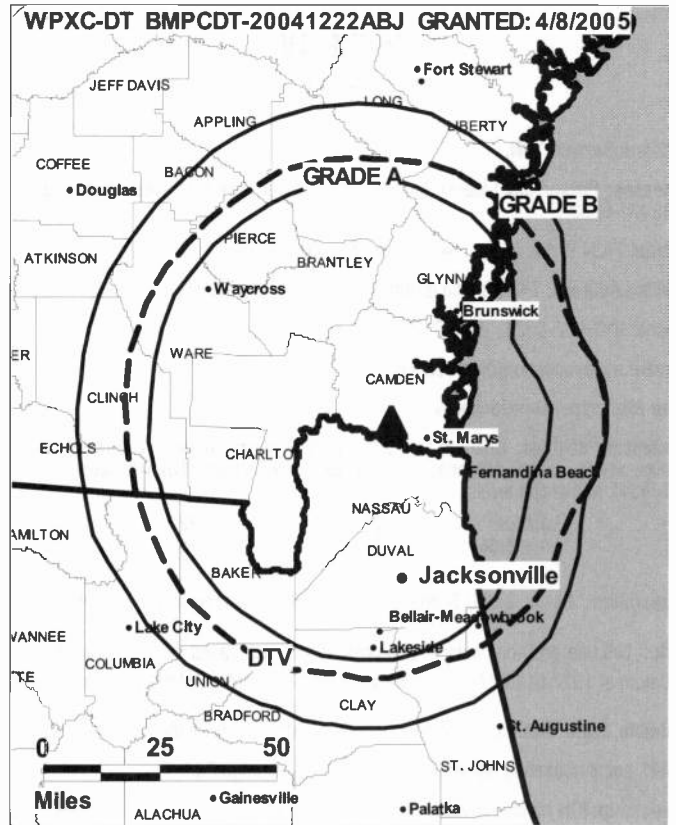 WPXC-DT BMPCDT-20041222ABJ GRANTED: 4/8/2005
Fort Stewart
JEFF DAVIS
LONG
APPLING
LIBERTY
COFFEE
BACON
GRADE A
Douglas
GRADE B
PIERCE
ATKINSON
BRANTLEY
GLYNN
Waycross
Brunswick
ER
WARE
CAMDEN
CLINCH
St. Marys
ECHOLS
CHARLTON
Fernandina Beach
NASSAU
AMILTON
DUVAL
BAKER
Jacksonville
Bellair-Meadowbrook
Lake City
WANNEE
Lakeside
DTV
COLUMBIA
TE
UNION
CLAY
BRADFORD
St. Augustine
0 25 50
ST. JOHNS
Miles
Gainesville
Palatka
ALACHUA